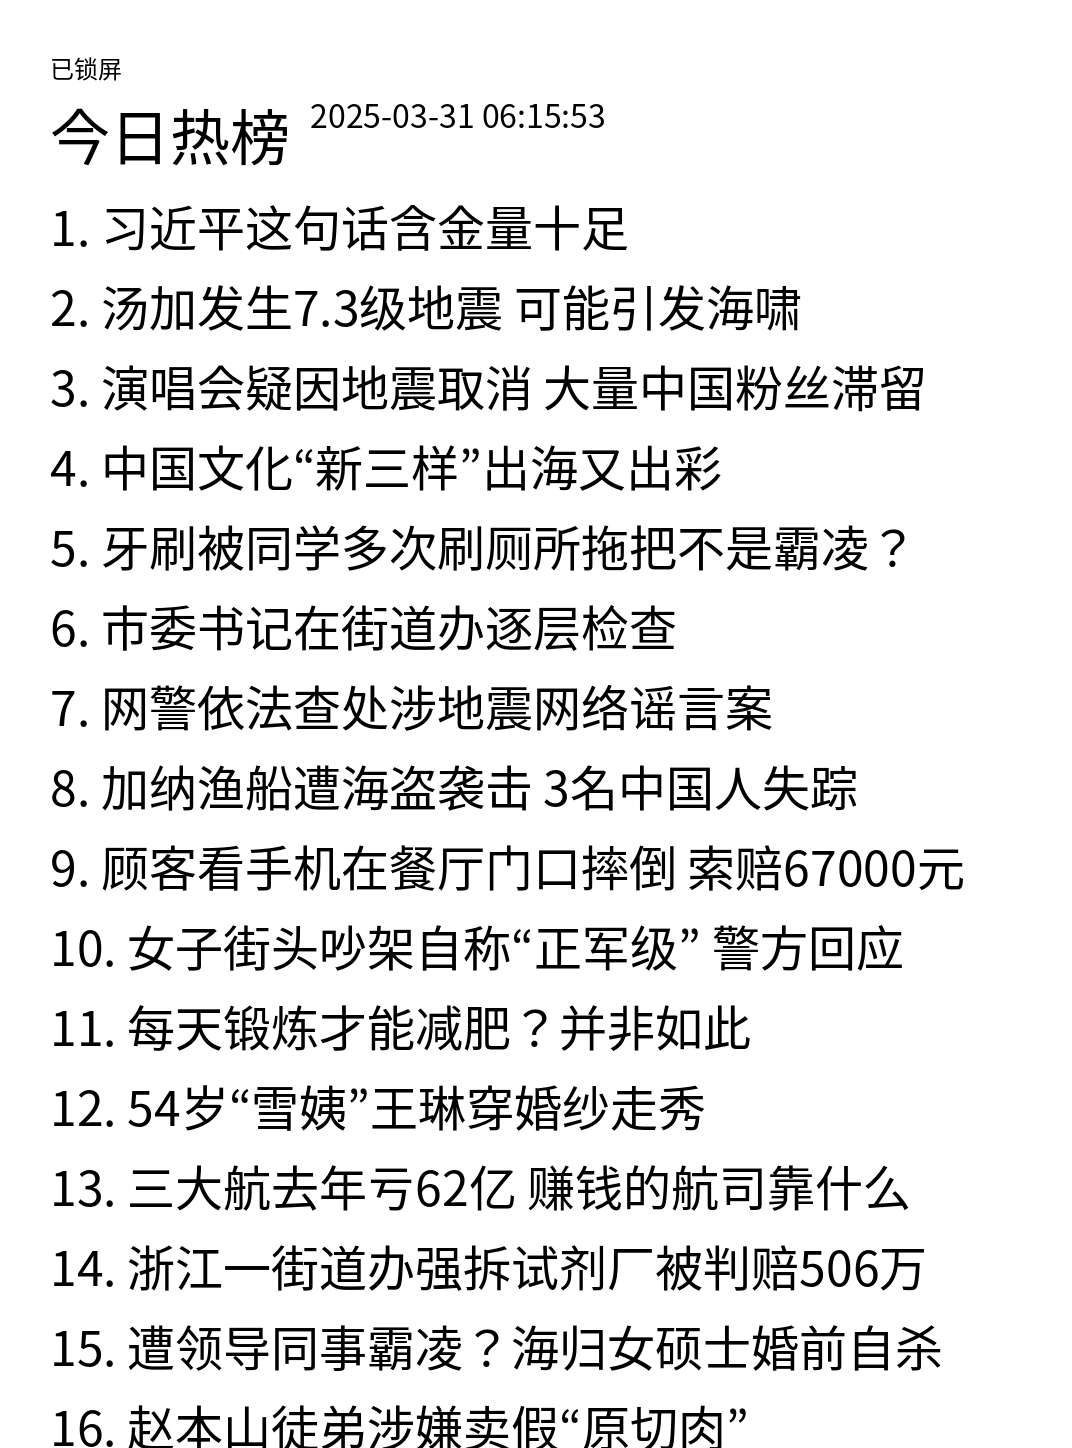 已锁屏
今日热榜 2025-03-31 06:15:53
1. 习近平这句话含金量十足
2. 汤加发生7.3级地震 可能引发海啸
3. 演唱会疑因地震取消 大量中国粉丝滞留
4. 中国文化“新三样”出海又出彩
5. 牙刷被同学多次刷厕所拖把不是霸凌？
6. 市委书记在街道办逐层检查
7. 网警依法查处涉地震网络谣言案
8. 加纳渔船遭海盗袭击 3名中国人失踪
9. 顾客看手机在餐厅门口摔倒 索赔67000元
10. 女子街头吵架自称“正军级” 警方回应
11. 每天锻炼才能减肥？并非如此
12. 54岁“雪姨”王琳穿婚纱走秀
13. 三大航去年亏62亿 赚钱的航司靠什么
14. 浙江一街道办强拆试剂厂被判赔506万
15. 遭领导同事霸凌？海归女硕士婚前自杀
16. 赵本山徒弟涉嫌卖假“原切肉”